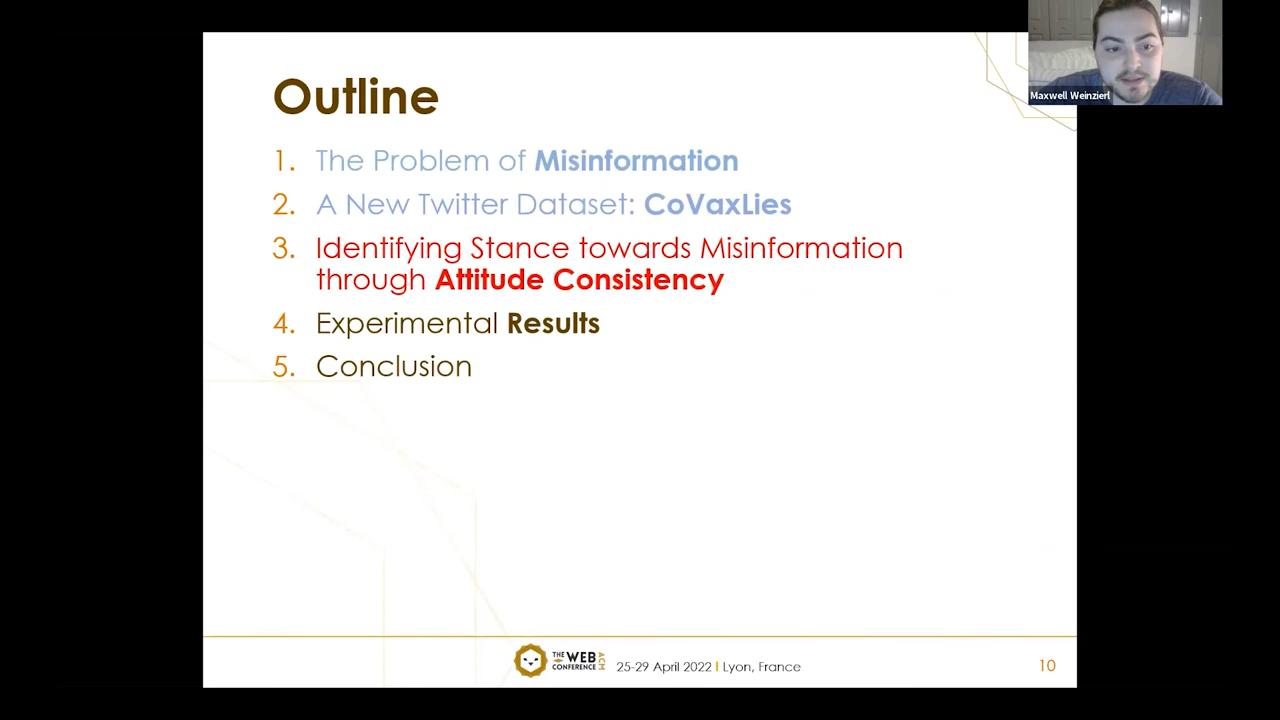 Maxwell Weinzierl
Outline
1. The Problem of Misinformation
2. A New Twitter Dataset: CoVaxLies
3. Identifying Stance towards Misinformation
through Attitude Consistency
4. Experimental Results
5. Conclusion
THE WEB CONFERENCE ACM
25-29 April 2022 I Lyon, France
10